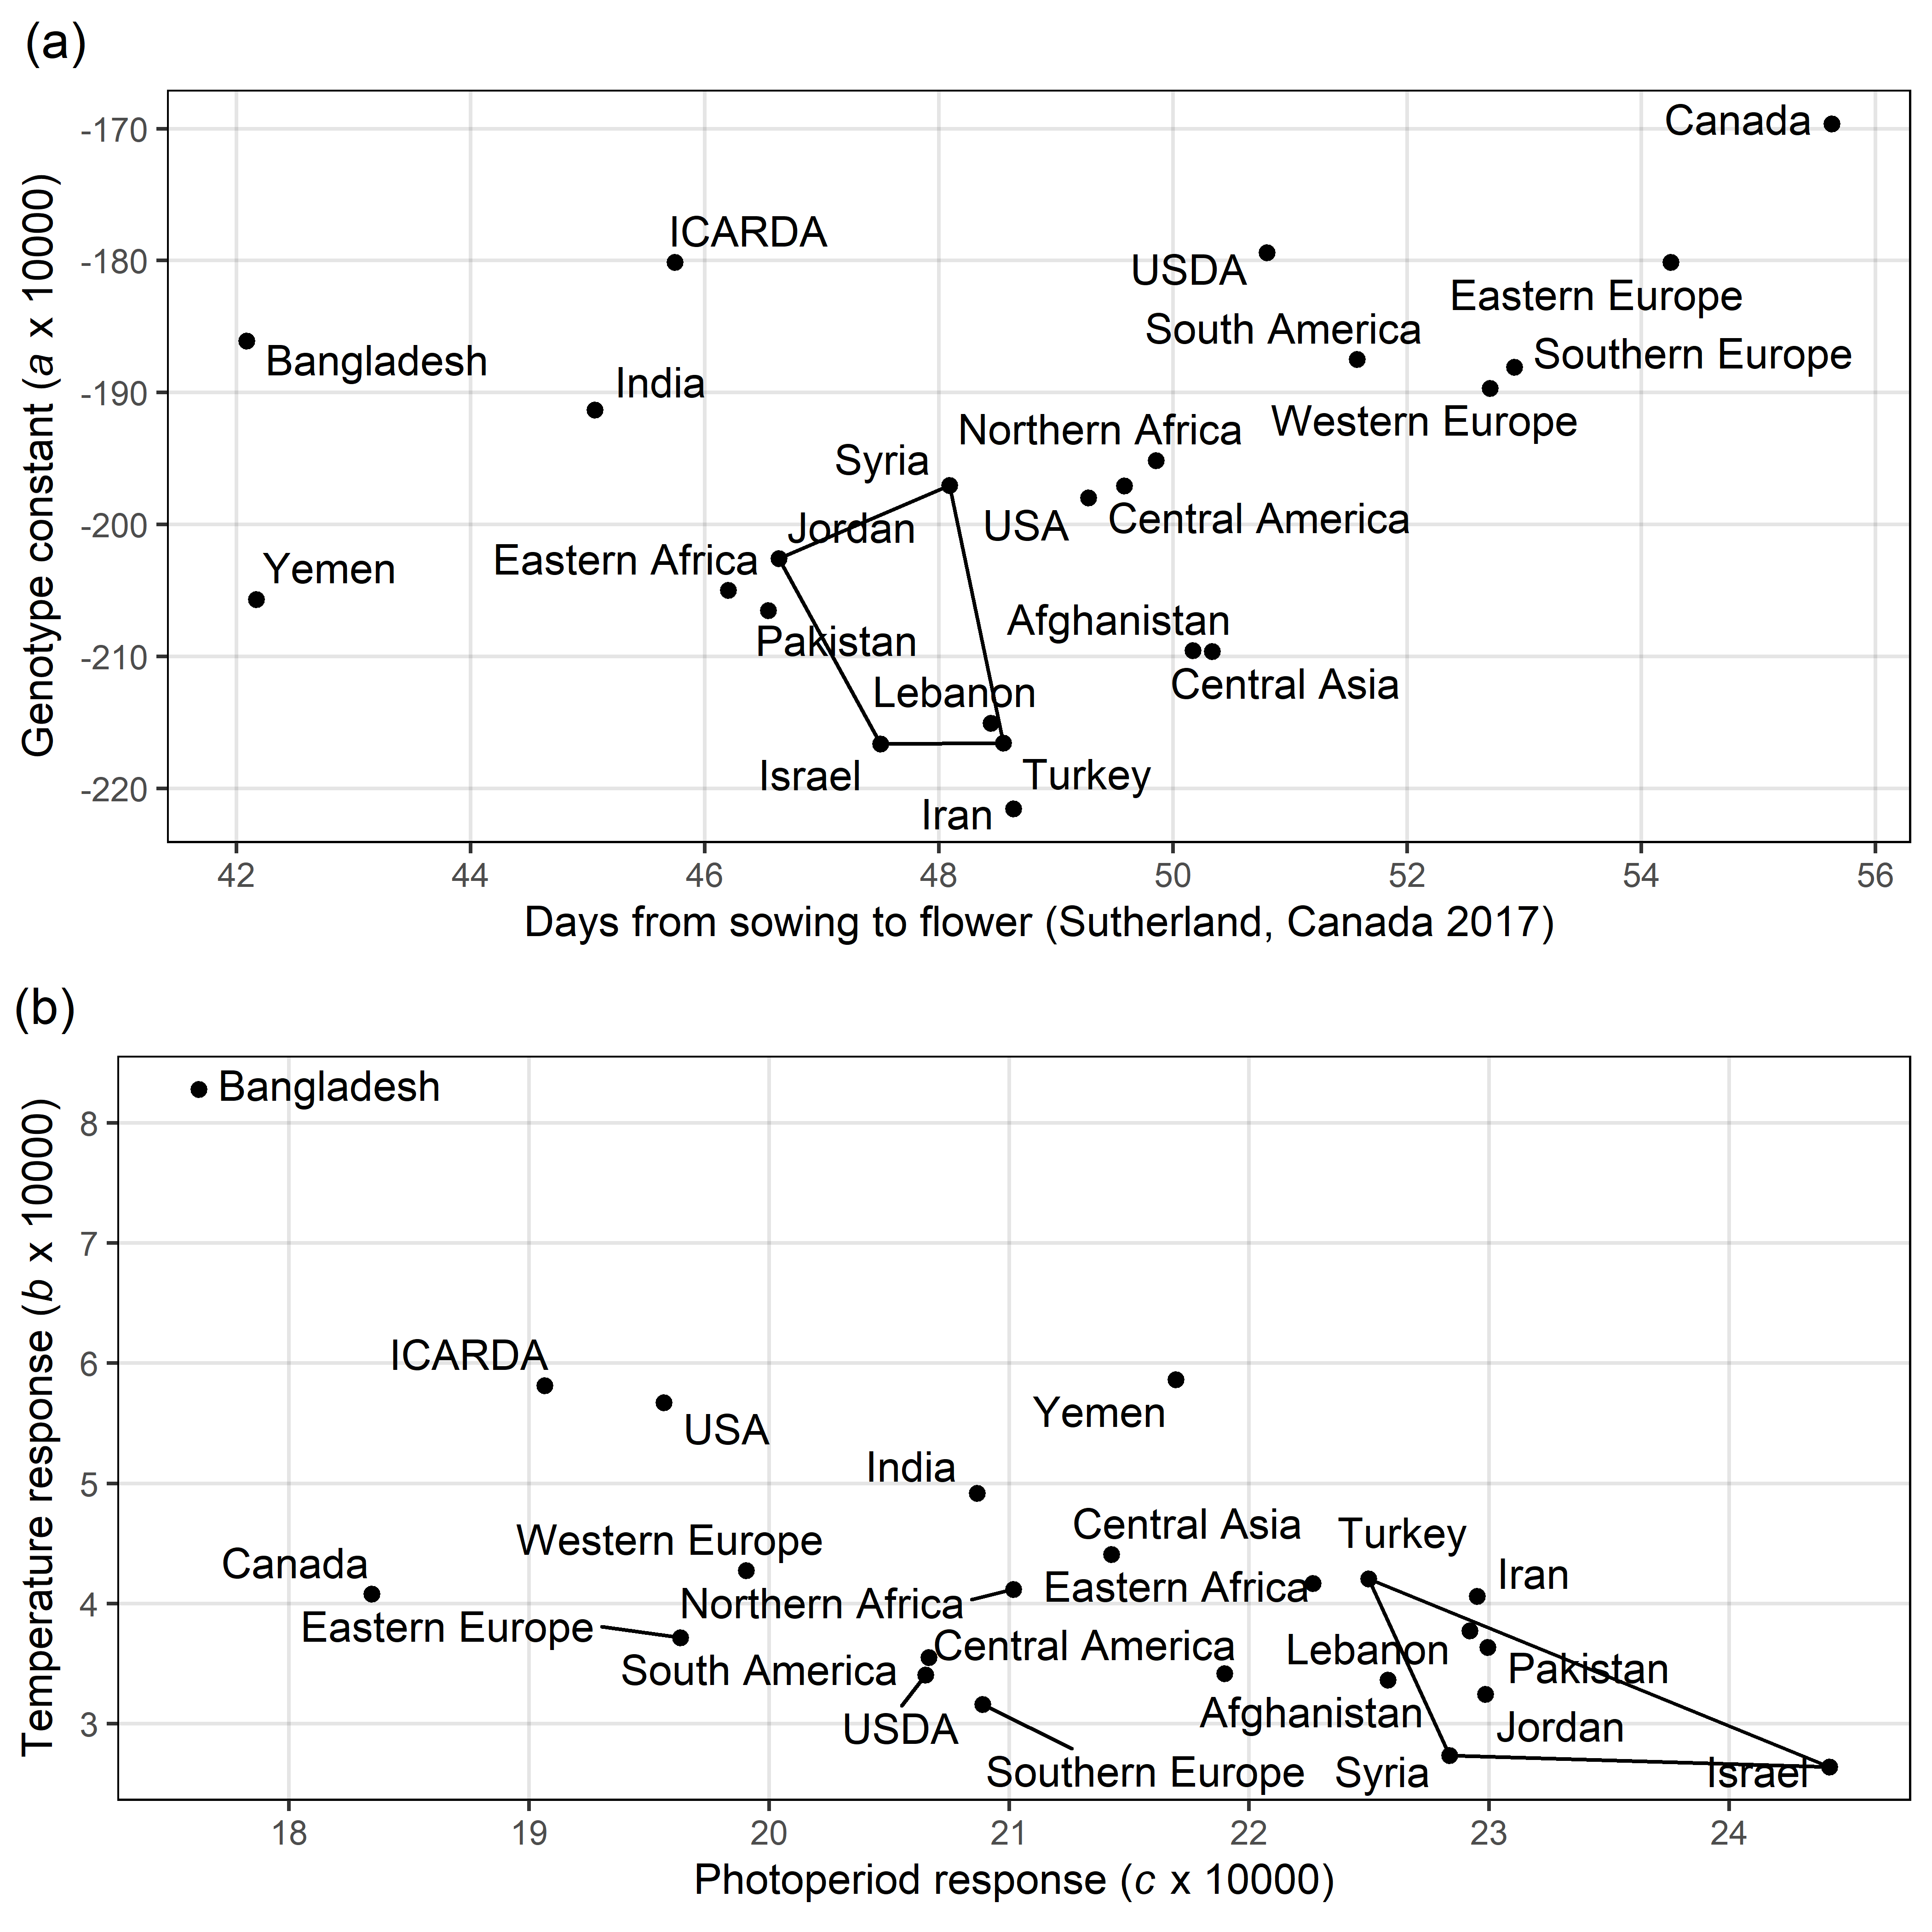 (a)
Genotype constant (a x 10000)
-170
-180
-190
-200
-210
-220
Canada
ICARDA
USDA
Eastern Europe
South America
Bangladesh
Southern Europe
India
Western Europe
Northern Africa
Syria
Central America
USA
Jordan
Eastern Africa
Yemen
Afghanistan
Pakistan
Central Asia
Lebanon
Israel
Turkey
Iran
42 44 46 48 50 52 54 56
Days from sowing to flower (Sutherland, Canada 2017)
(b)
Temperature response (b x 10000)
8
7
6
5
4
3
Bangladesh
ICARDA
Yemen
USA
India
Central Asia
Turkey
Western Europe
Canada
Iran
Eastern Africa
Northern Africa
Eastern Europe
Central America
Lebanon
South America
Pakistan
Afghanistan
Jordan
USDA
Southern Europe
Syria
Israel
18 19 20 21 22 23 24
Photoperiod response (c x 10000)